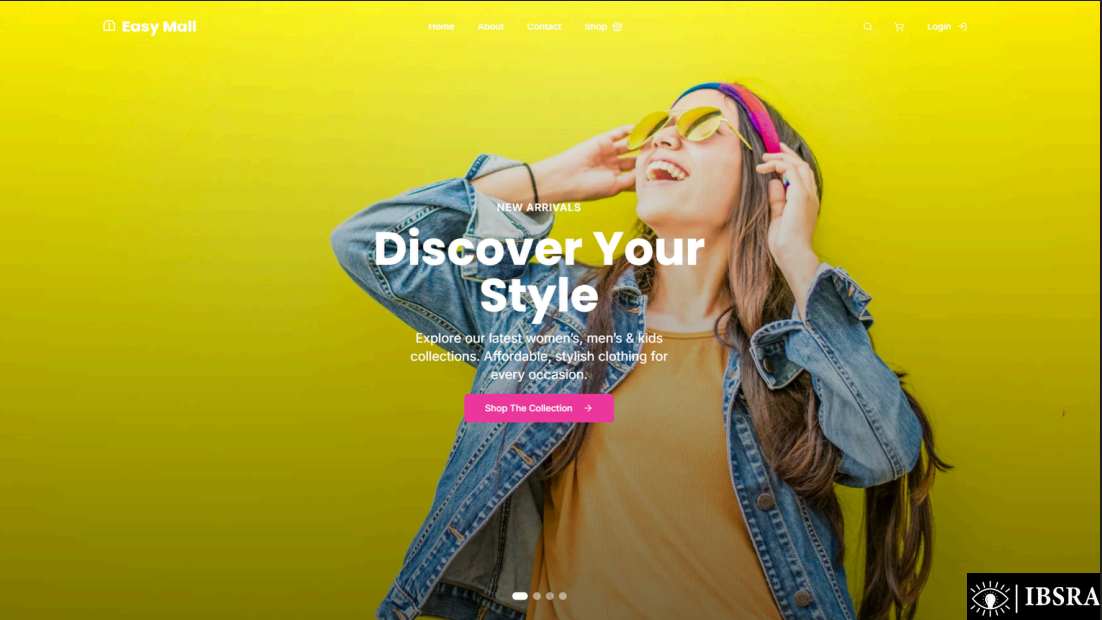 Easy Mall
Home
About
Contact
Shop
Login
NEW ARRIVALS
Discover Your
Style
Explore our latest women's, men's & kids
collections. Affordable, stylish clothing for
every occasion.
Shop The Collection
IBSRA